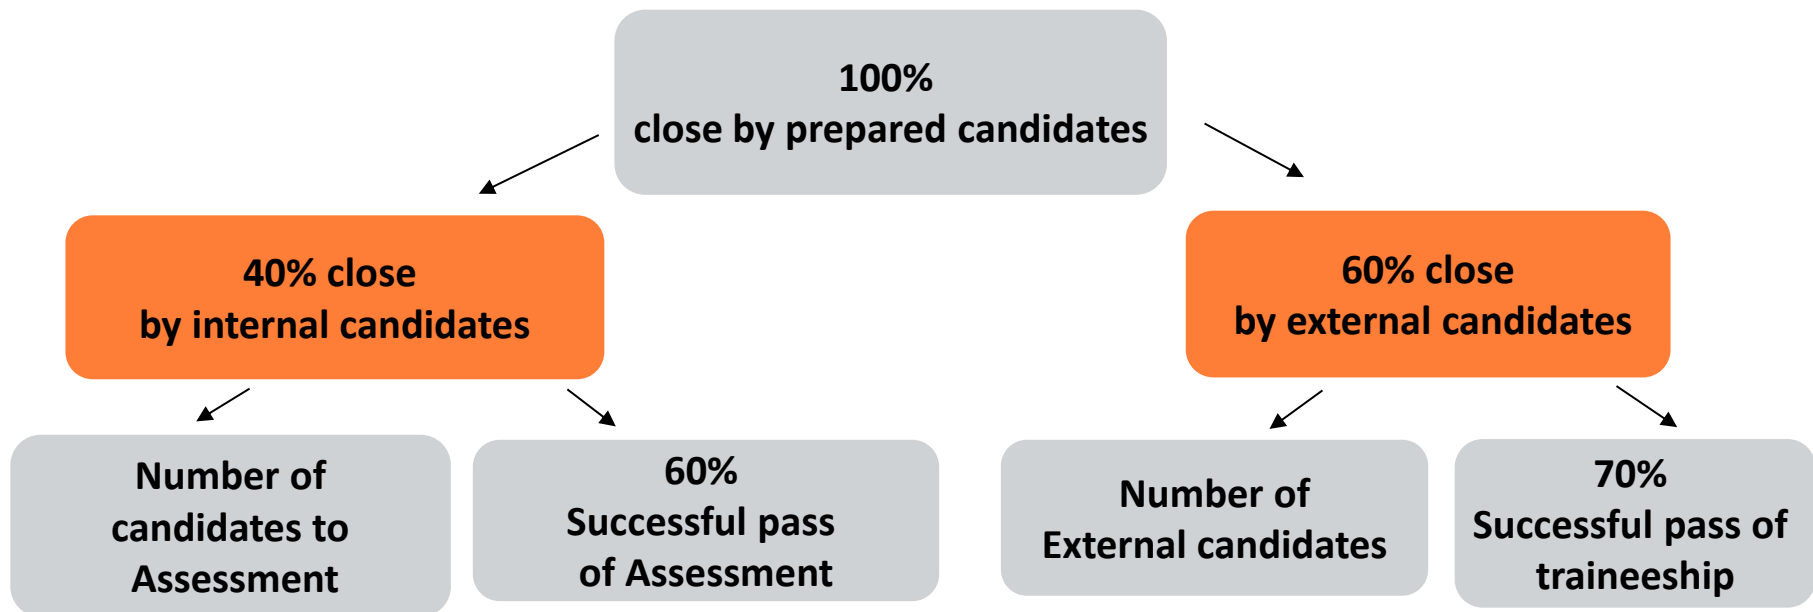 100%
close by prepared candidates
40% close
by internal candidates
60% close
by external candidates
Number of
candidates to
Assessment
60%
Successful pass
of Assessment
Number of
External candidates
70%
Successful pass of
traineeship